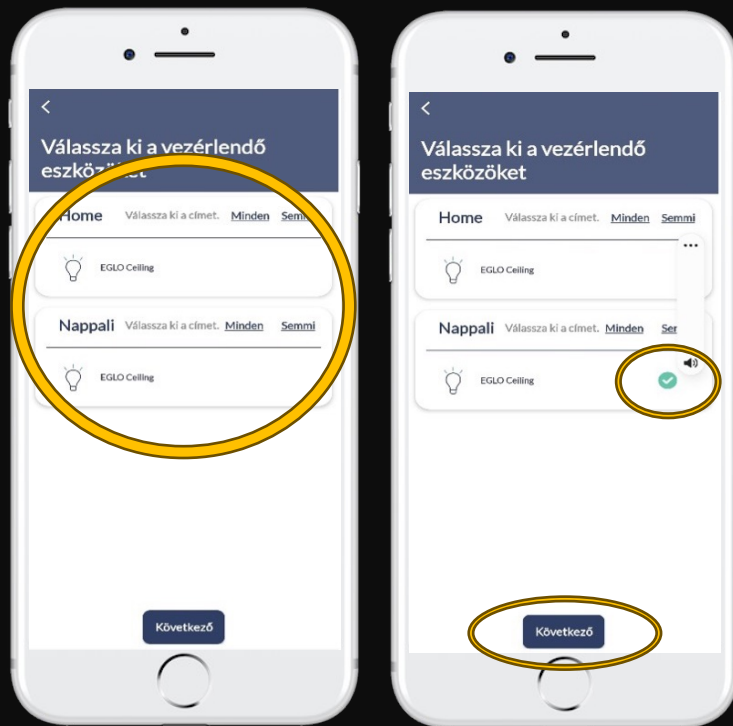 Válassza ki a vezérlendő
eszközöket
Home Válassza ki a címet. Minden Semmi
EGLO Ceiling
Nappali Válassza ki a címet. Minden Semmi
EGLO Ceiling
Következő
Válassza ki a vezérlendő
eszközöket
Home Válassza ki a címet. Minden Semmi
EGLO Ceiling
Nappali Válassza ki a címet. Minden
EGLO Ceiling
Következő